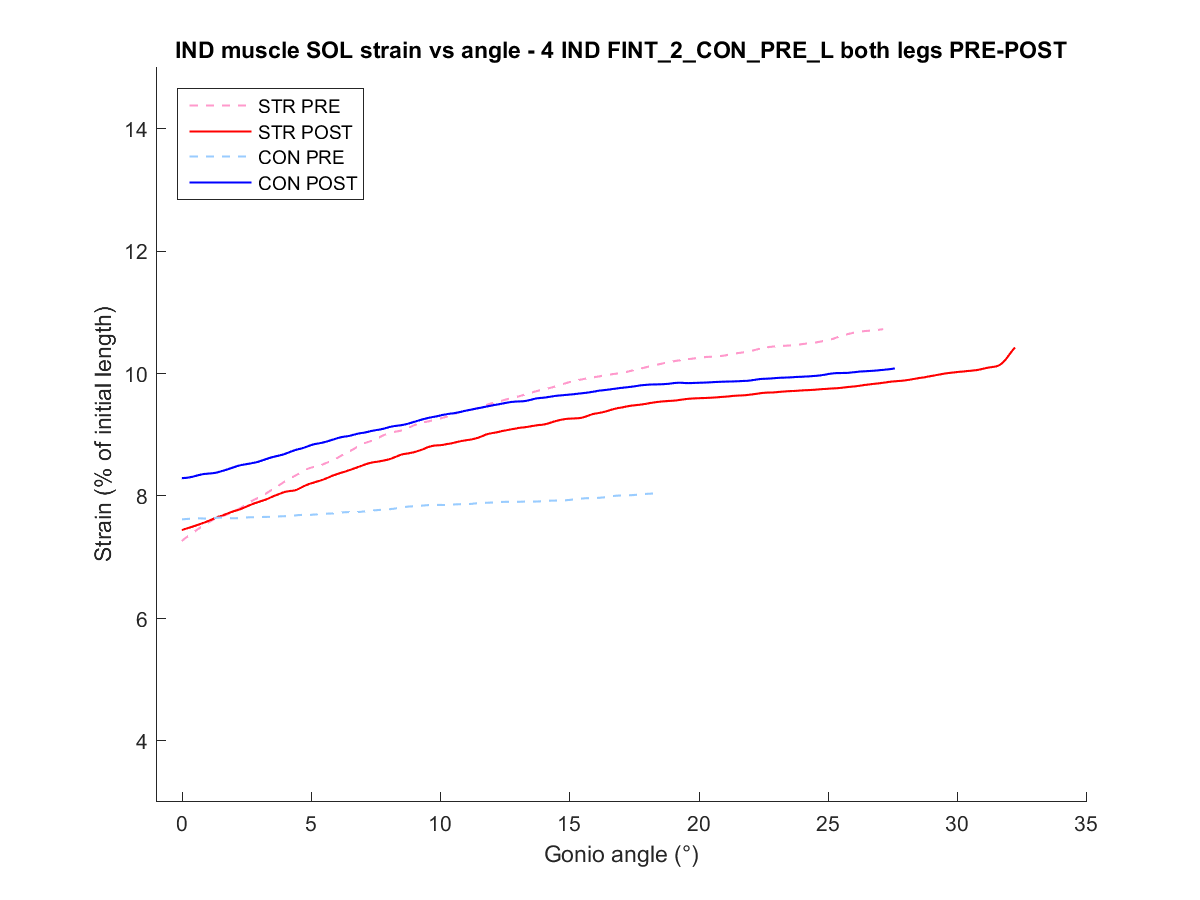 IND muscle SOL strain vs angle - 4 IND FINT_2_CON_PRE_L both legs PRE-POST
STR PRE
STR POST
CON PRE
CON POST
14
12
10
8
6
4
Strain (% of initial length)
0
5
10
15
20
25
30
35
Gonio angle (°)